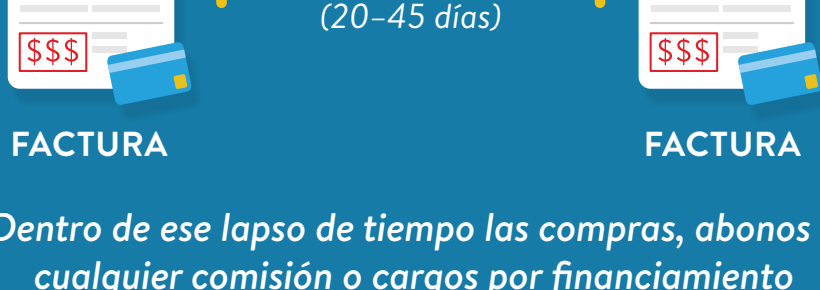 (20–45 días)
$$$ $$$
FACTURA FACTURA
Dentro de ese lapso de tiempo las compras, abonos
cualquier comisión o cargos por financiamiento